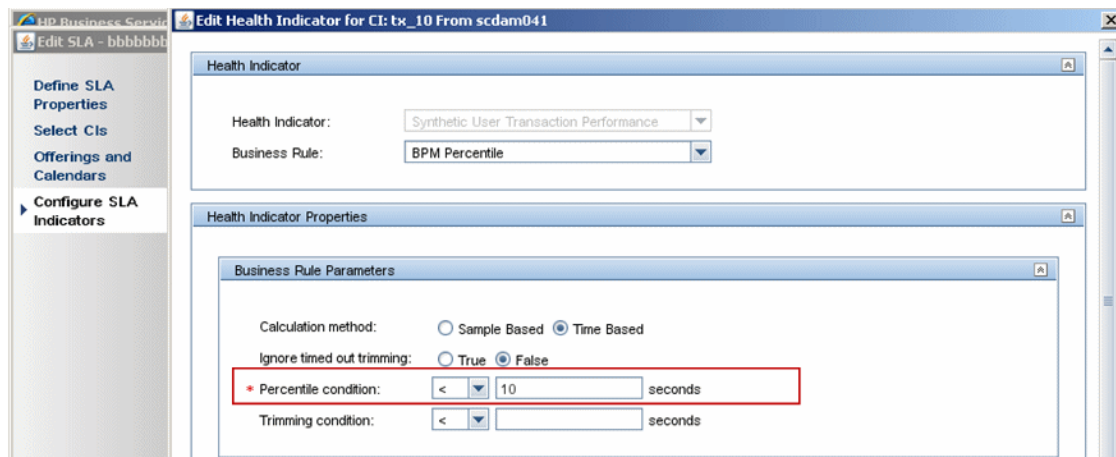 HP Business Servic
Edit Health Indicator for CI: tx_10 From scdam041
Edit SLA - bbbbbbb
Define SLA
Properties
Select CIs
Offerings and
Calendars
Configure SLA
Indicators
Health Indicator
Health Indicator:
Synthetic User Transaction Performance
Business Rule:
BPM Percentile
Health Indicator Properties
Business Rule Parameters
Calculation method:
Sample Based
Time Based
Ignore timed out trimming:
True
False
* Percentile condition:
<
10
seconds
Trimming condition:
<
seconds